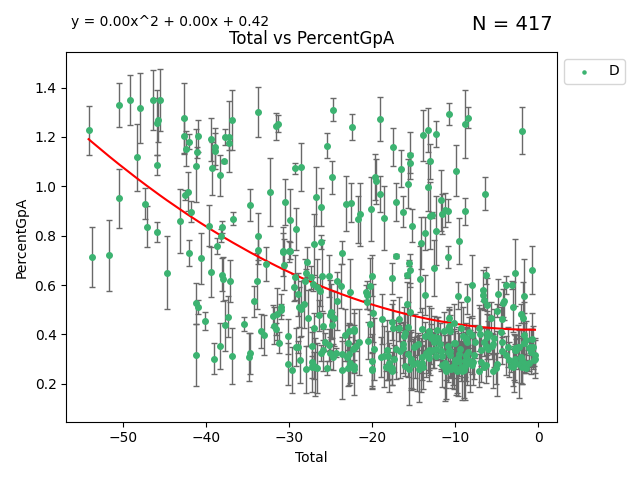 y = 0.00x^2 + 0.00x + 0.42
N = 417
Total vs PercentGpA
D
PercentGpA
1.4
1.2
1.0
0.8
0.6
0.4
0.2
−50
−40
−30
−20
−10
0
Total